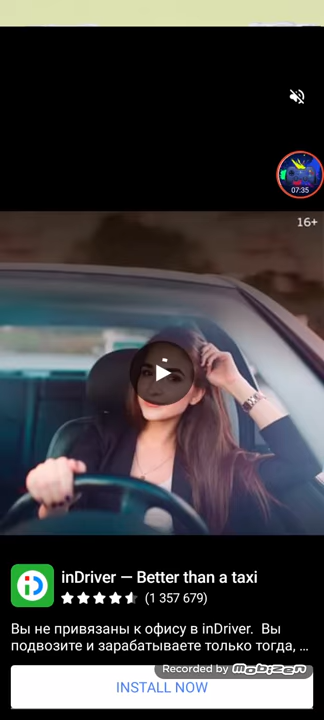 07:35
16+
inDriver — Better than a taxi
(1 357 679)
Вы не привязаны к офису в inDriver. Вы
подвозите и зарабатываете только тогда, ...
Recorded by mobizen
INSTALL NOW